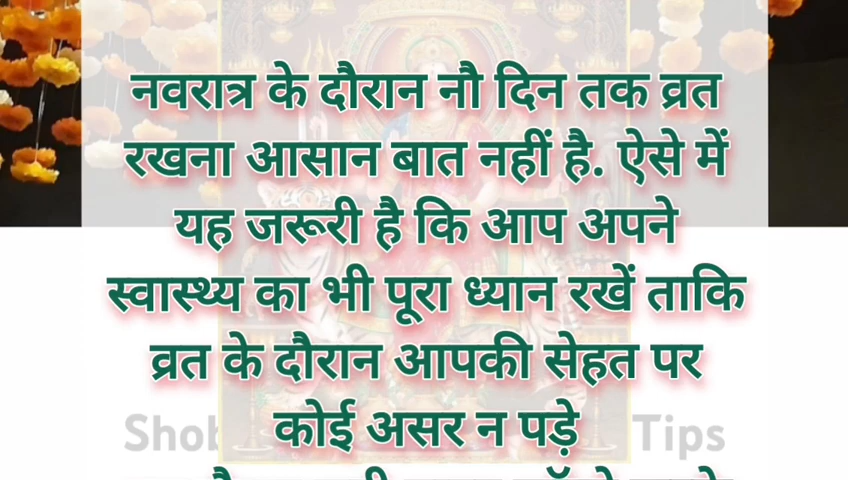 नवरात्र के दौरान नौ दिन तक व्रत
रखना आसान बात नहीं है. ऐसे में
यह जरूरी है कि आप अपने
स्वास्थ्य का भी पूरा ध्यान रखें ताकि
व्रत के दौरान आपकी सेहत पर
कोई असर न पड़े
Tips